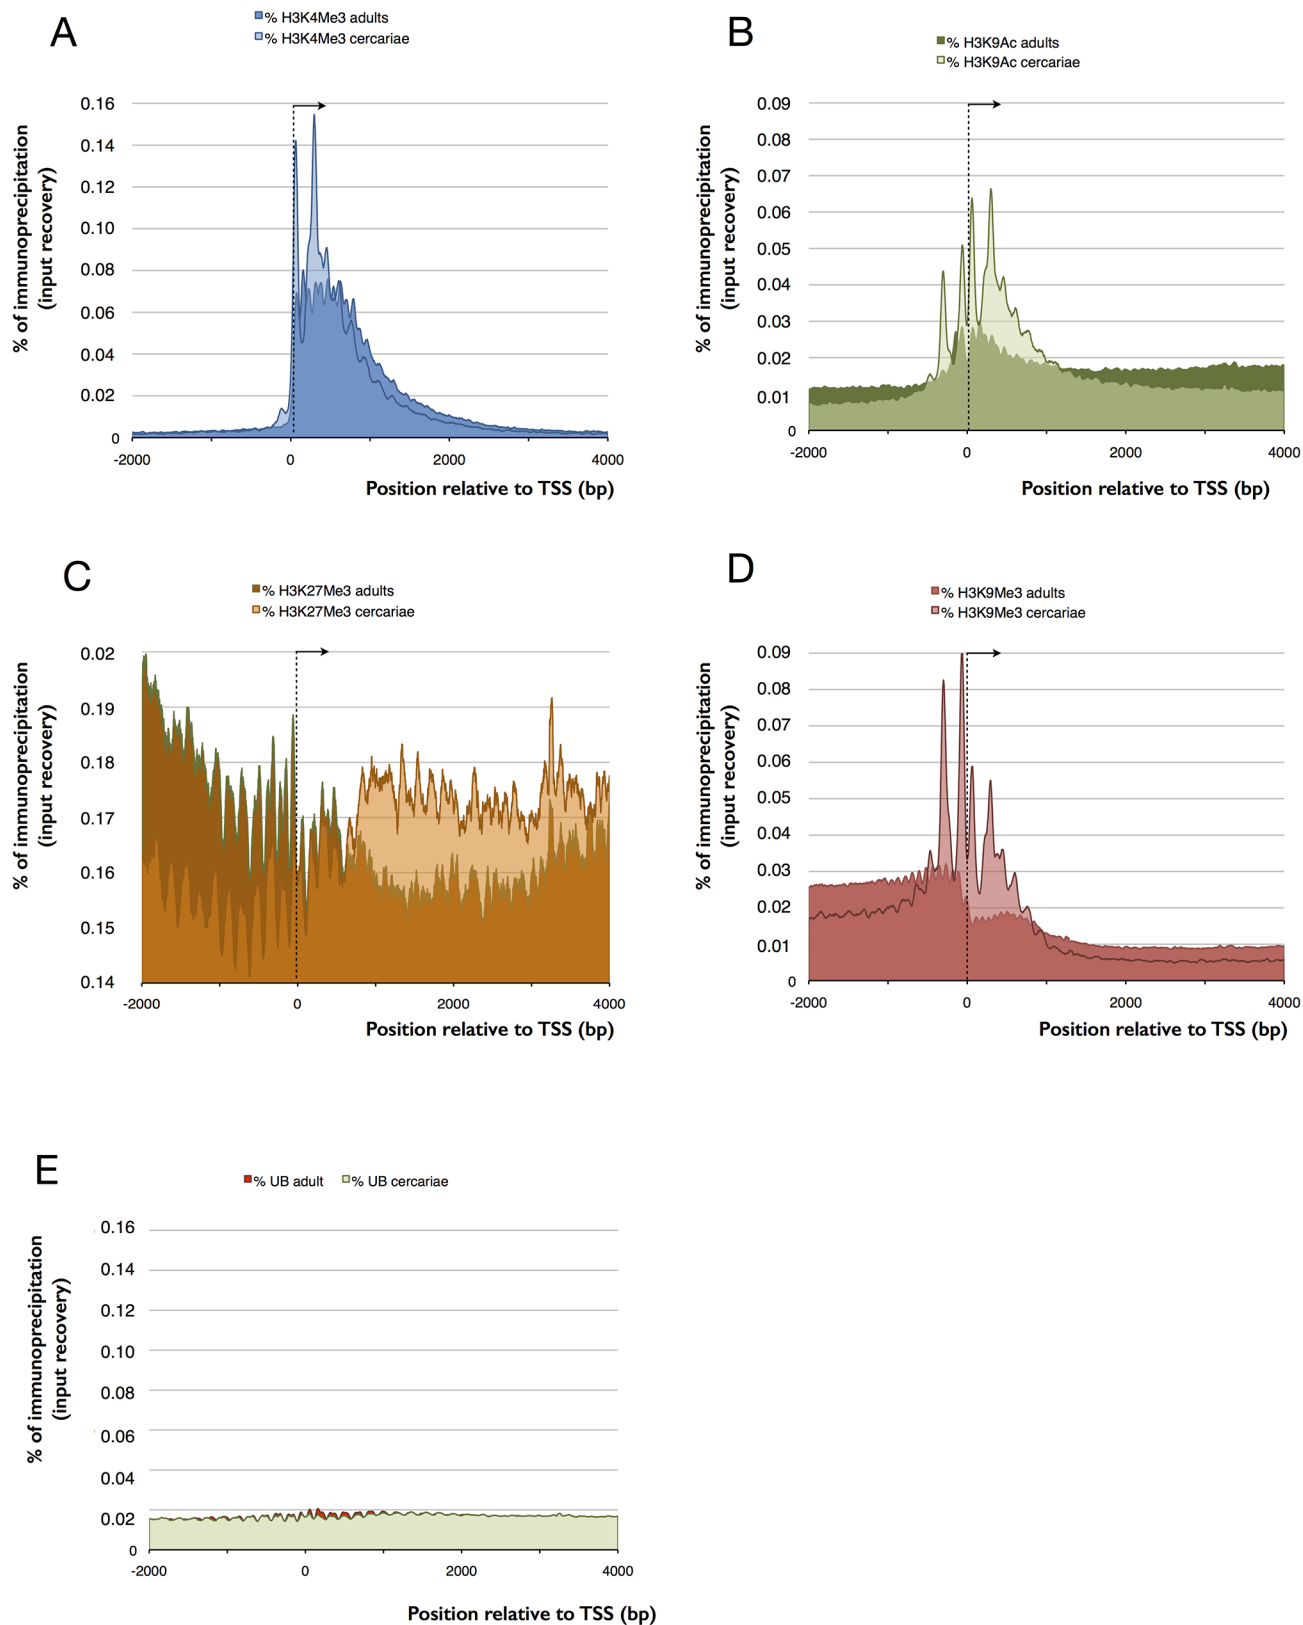 A
% H3K4Me3 adults
% H3K4Me3 cercariae
% of immunoprecipitation
(input recovery)
0.16
0.14
0.12
0.10
0.08
0.06
0.04
0.02
0
-2000
0
2000
4000
Position relative to TSS (bp)
B
% H3K9Ac adults
% H3K9Ac cercariae
% of immunoprecipitation
(input recovery)
0.09
0.08
0.07
0.06
0.05
0.04
0.03
0.02
0.01
0
-2000
0
2000
4000
Position relative to TSS (bp)
C
% H3K27Me3 adults
% H3K27Me3 cercariae
% of immunoprecipitation
(input recovery)
0.02
0.19
0.18
0.17
0.16
0.15
0.14
-2000
0
2000
4000
Position relative to TSS (bp)
D
% H3K9Me3 adults
% H3K9Me3 cercariae
% of immunoprecipitation
(input recovery)
0.09
0.08
0.07
0.06
0.05
0.04
0.03
0.02
0.01
0
-2000
0
2000
4000
Position relative to TSS (bp)
E
% UB adult % UB cercariae
% of immunoprecipitation
(input recovery)
0.16
0.14
0.12
0.10
0.08
0.06
0.04
0.02
0
-2000
0
2000
4000
Position relative to TSS (bp)